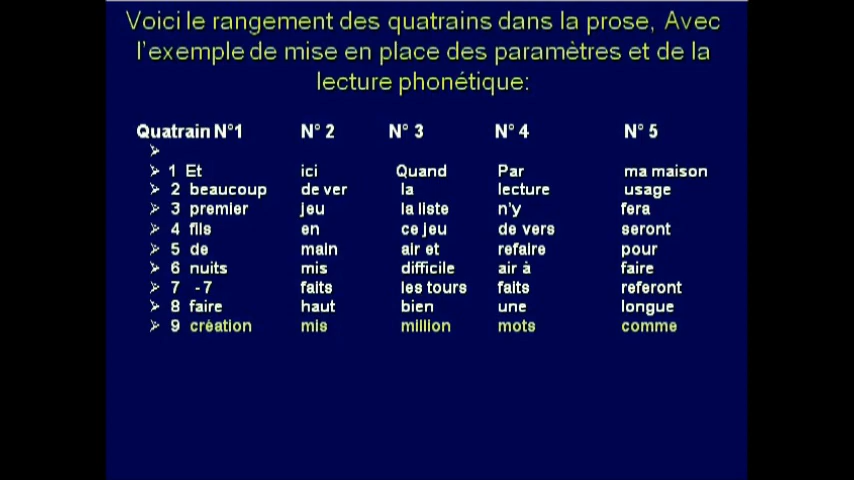 Voici le rangement des quatrains dans la prose, Avec
l'exemple de mise en place des paramètres et de la
lecture phonétique:
Quatrain N°1 N° 2 N° 3 N° 4 N° 5
1 Et ici Quand Par ma maison
2 beaucoup de ver la lecture usage
3 premier jeu la liste n'y fera
4 fils en ce jeu de vers seront
5 de main air et refaire pour
6 nuits mis difficile air à faire
7 -7 faits les tours faits referont
8 faire haut bien une longue
9 création mis million mots comme